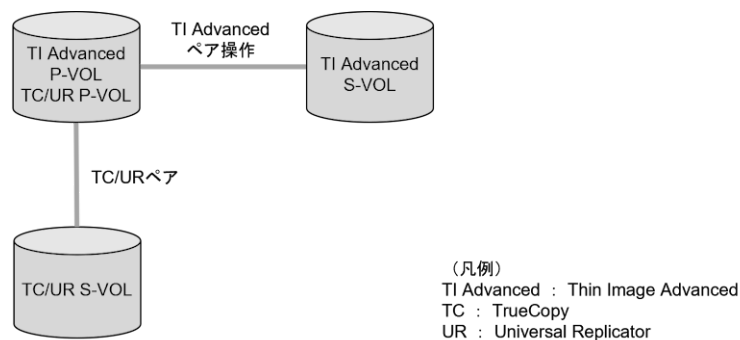 TI Advanced
ペア操作
TI Advanced
P-VOL
TC/UR P-VOL
TI Advanced
S-VOL
TC/URペア
TC/UR S-VOL
（凡例）
TI Advanced ： Thin Image Advanced
TC ： TrueCopy
UR ： Universal Replicator